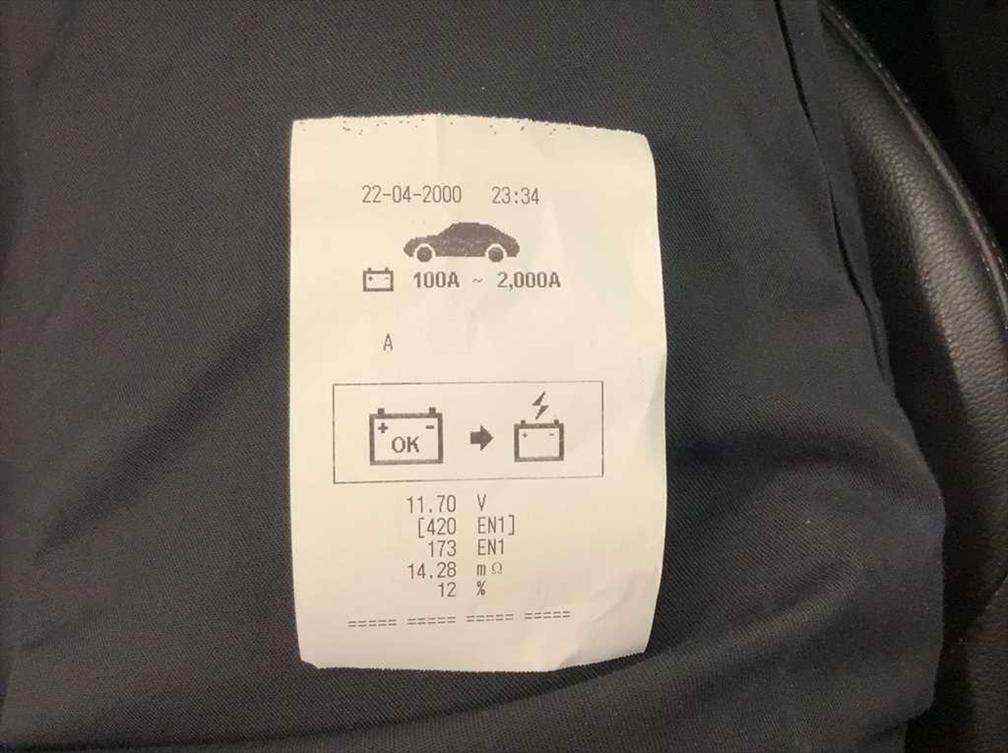 22-04-2000 23:34
100A ~ 2,000A
A
+ OK - + -
11.70 V
[420 EN1]
173 EN1
14.28 mΩ
12 %
===== ===== ===== =====